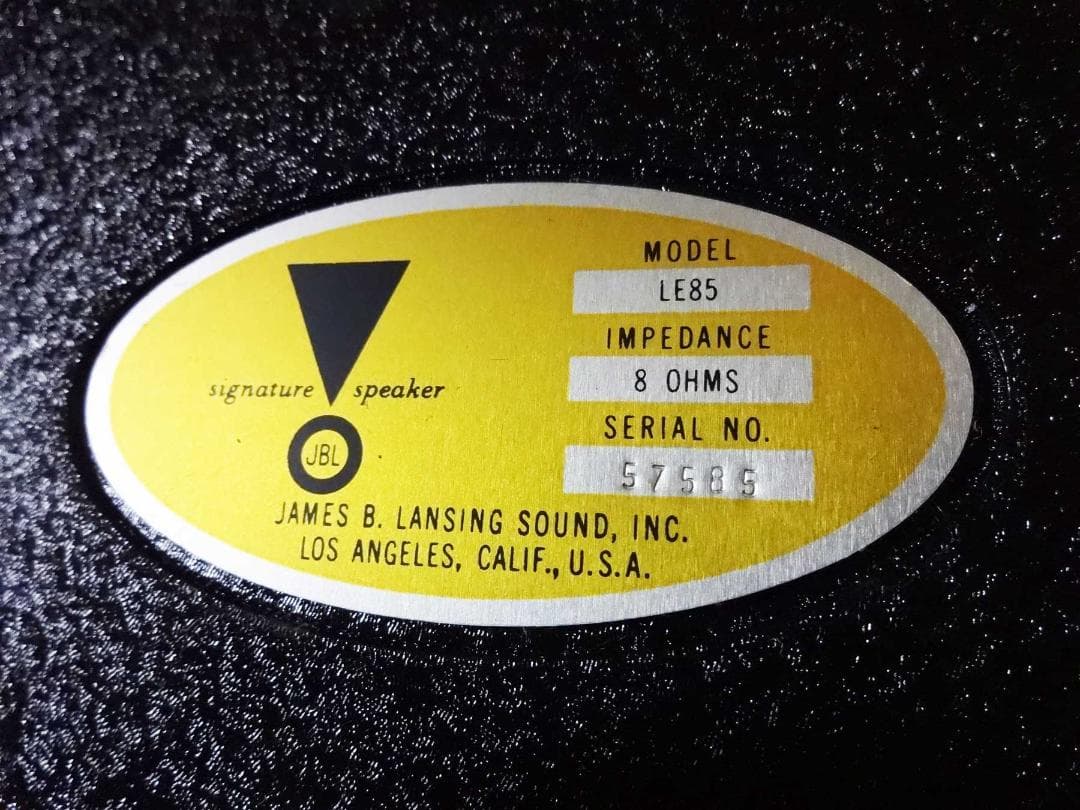 MODEL
LE85
IMPEDANCE
8 OHMS
SERIAL NO.
57585
signature speaker
JBL
JAMES B. LANSING SOUND, INC.
LOS ANGELES, CALIF., U.S.A.